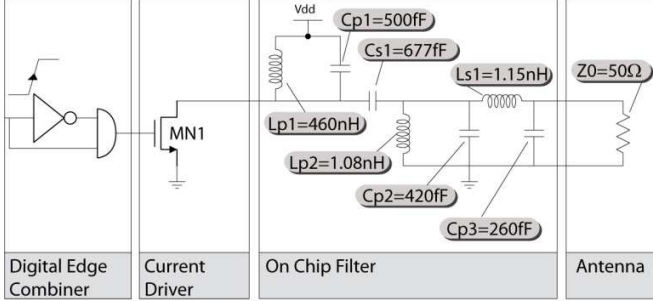 Vdd
Cp1=500fF
Cs1=677fF
Ls1=1.15nH
Z0=50Ω
MN1
Lp1=460nH
Lp2=1.08nH
Cp2=420fF
Cp3=260fF
Digital Edge
Combiner
Current
Driver
On Chip Filter
Antenna